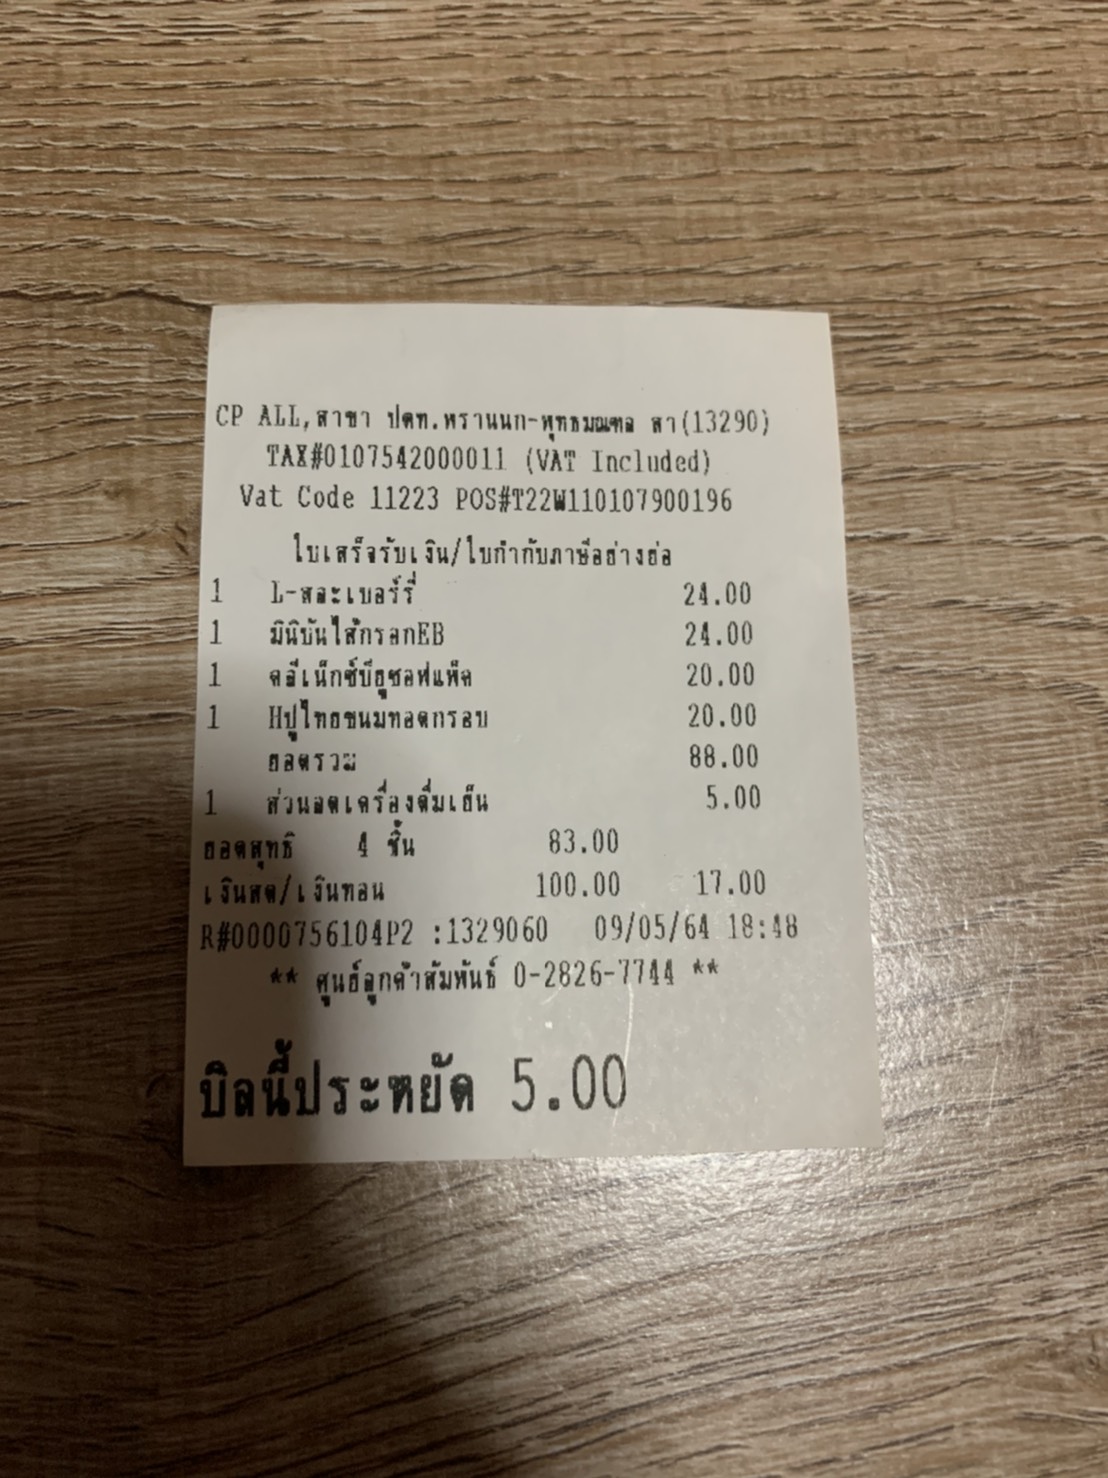 CP ALL,สาขา ปตท.พรานนก-พุทธมณฑล สา(13290)
TAX#0107542000011 (VAT Included)
Vat Code 11223 POS#T22W110107900196
ใบเสร็จรับเงิน/ใบกำกับภาษีอย่างย่อ
1 L-สละเบอร์รี่ 24.00
1 มินิบันไส้กรอกEB 24.00
1 คลีเน็กซ์บียูซอฟแพ็ค 20.00
1 Hปูไทยขนมทอดกรอบ 20.00
ยอดรวม 88.00
1 ส่วนลดเครื่องดื่มเย็น 5.00
ยอดสุทธิ 4 ชิ้น 83.00
เงินสด/เงินทอน 100.00 17.00
R#0000756104P2 :1329060 09/05/64 18:48
** ศูนย์ลูกค้าสัมพันธ์ 0-2826-7744 **
บิลนี้ประหยัด 5.00